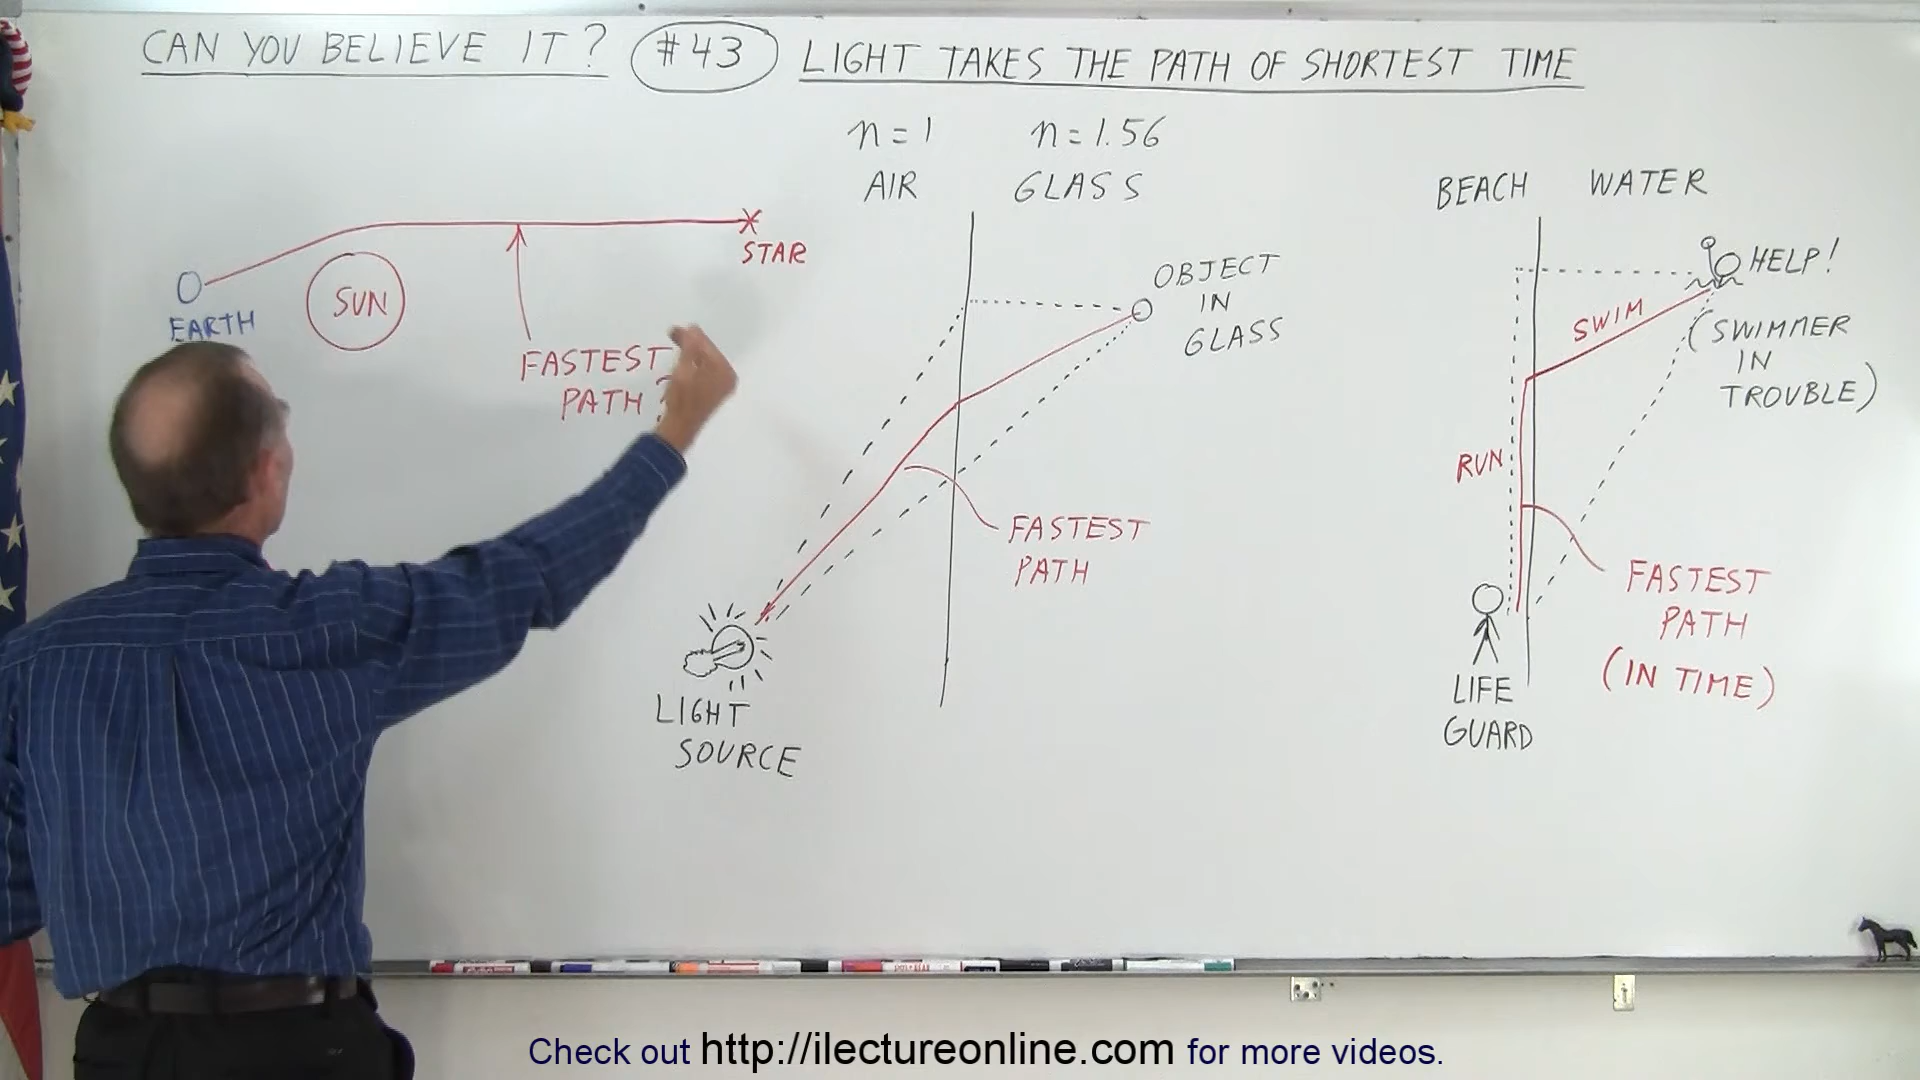 CAN YOU BELIEVE IT? #43 LIGHT TAKES THE PATH OF SHORTEST TIME
n=1 n=1.56
AIR GLASS
BEACH WATER
STAR
SUN
EARTH
FASTEST
PATH ?
OBJECT
IN
GLASS
FASTEST
PATH
LIGHT
SOURCE
HELP!
SWIM
(SWIMMER
IN
TROUBLE)
RUN
FASTEST
PATH
(IN TIME)
LIFE
GUARD
Check out http://ilectureonline.com for more videos.